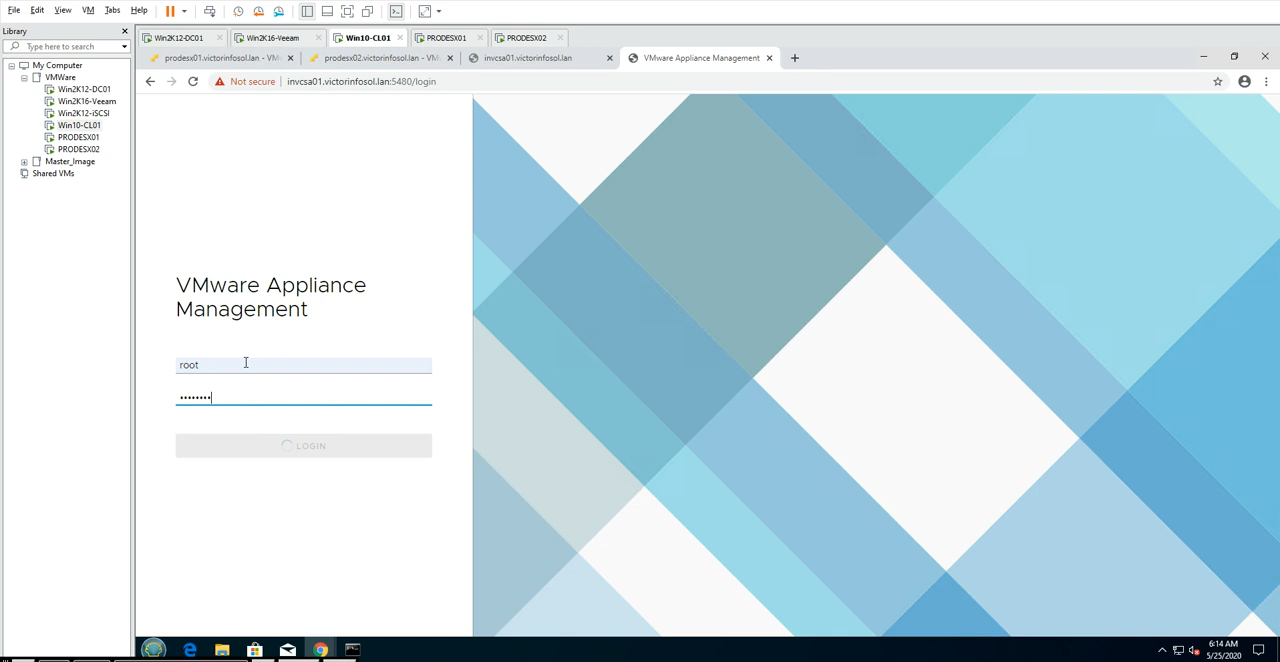 File Edit View VM Tabs Help
Library
Type here to search
My Computer
VMWare
Win2K12-DC01
Win2K16-Veeam
Win2K12-iSCSI
Win10-CL01
PRODESX01
PRODESX02
Master_Image
Shared VMs
Win2K12-DC01 Win2K16-Veeam Win10-CL01 PRODESX01 PRODESX02
prodesx01.victorinfosol.lan - VM prodesx02.victorinfosol.lan - VM invcsa01.victorinfosol.lan VMware Appliance Management
Not secure invcsa01.victorinfosol.lan:5480/login
VMware Appliance
Management
root
••••••••
LOGIN
6:14 AM
5/25/2020